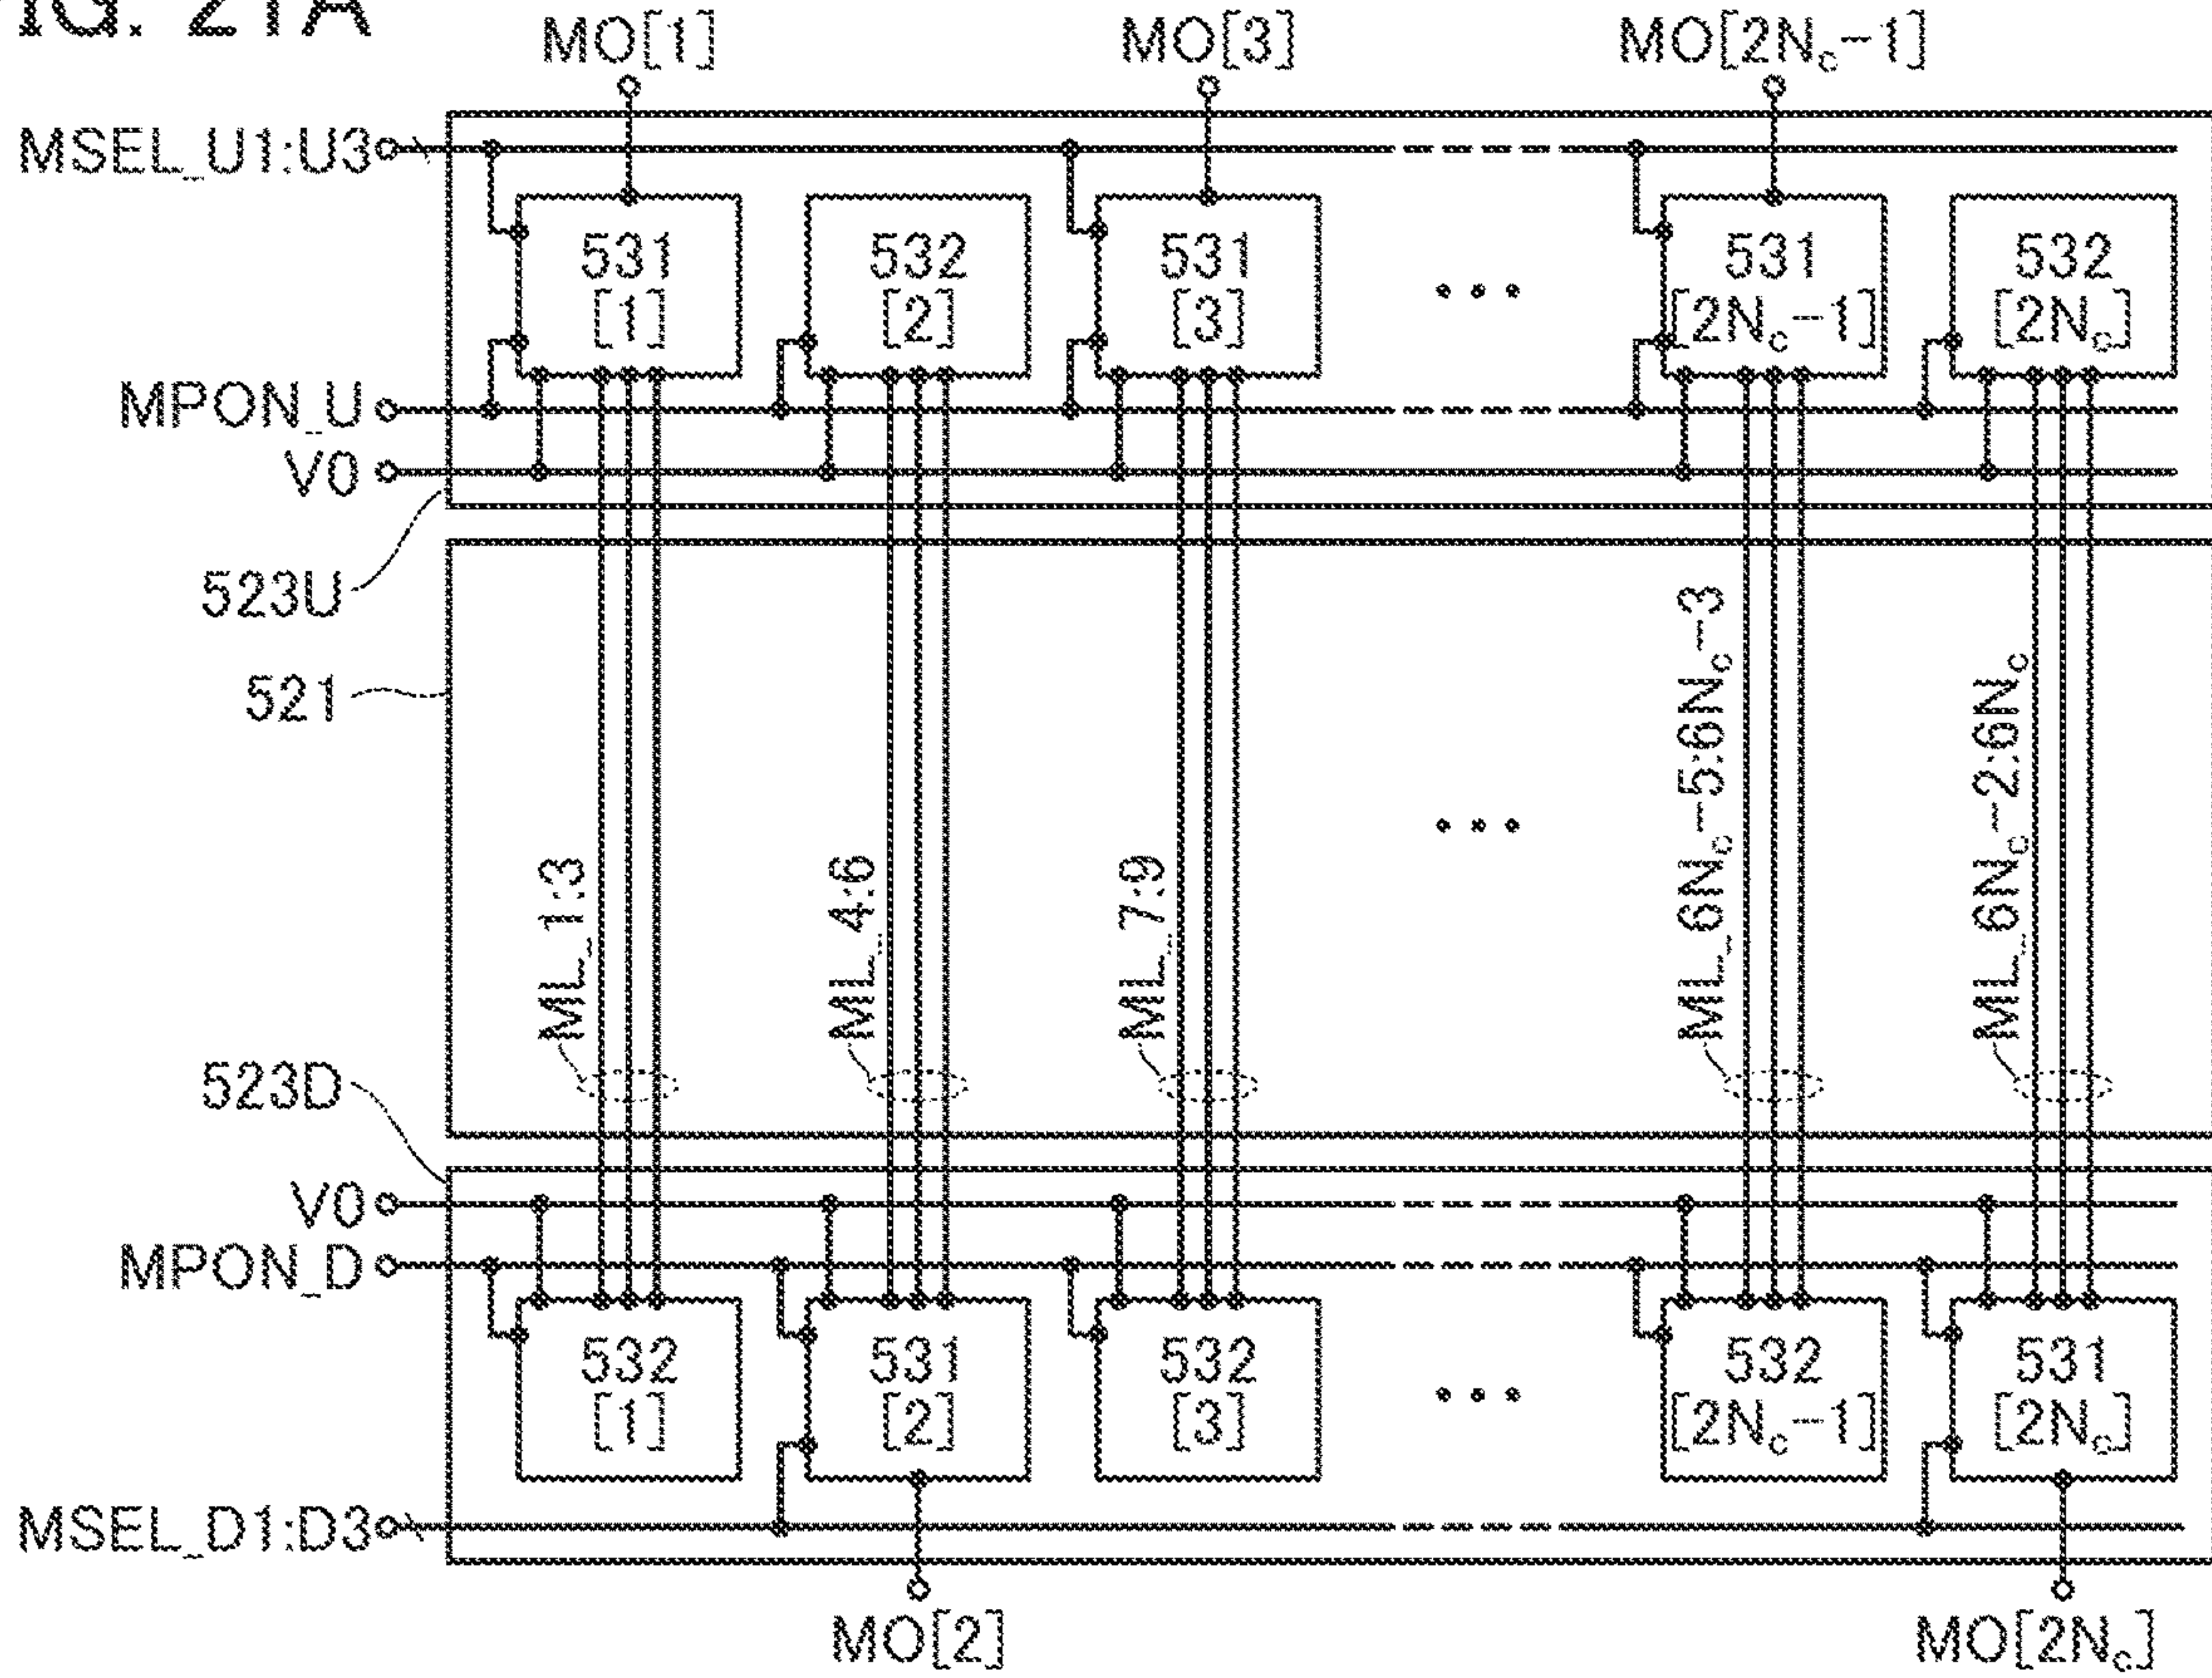 FIG. 21A
MO[1] MO[3] MO[2Nc-1]
MSEL_U1:U3
531 532 531 531 532
[1] [2] [3] ... [2Nc-1] [2Nc]
MPON_U
V0
523U
521
ML_1:3 ML_4:6 ML_7:9 ... ML_6Nc-5:6Nc-3 ML_6Nc-2:6Nc
523D
V0
MPON_D
532 531 532 532 531
[1] [2] [3] ... [2Nc-1] [2Nc]
MSEL_D1:D3
MO[2] MO[2Nc]